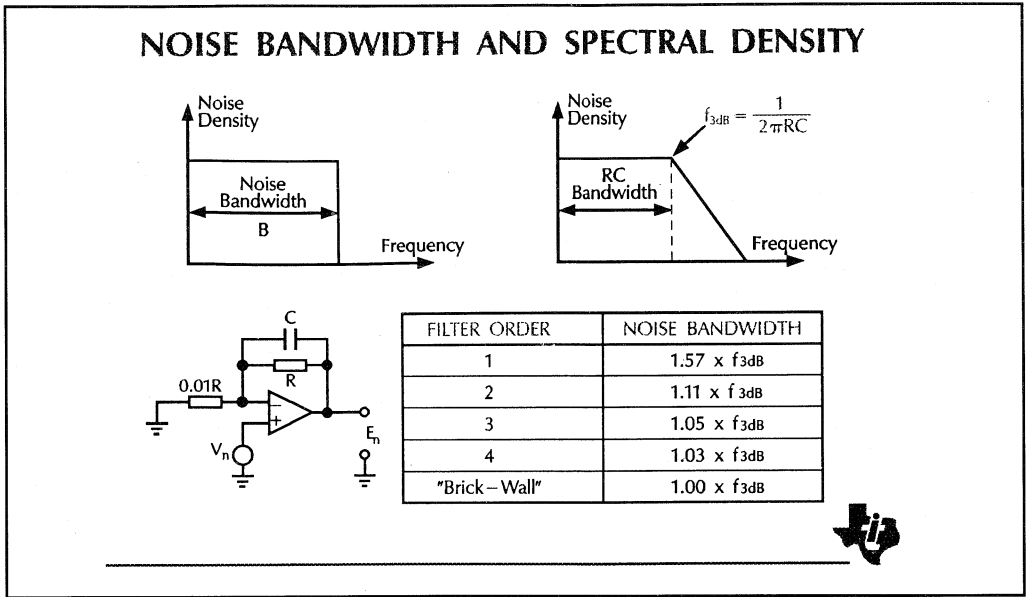 NOISE BANDWIDTH AND SPECTRAL DENSITY
Noise
Density
Noise
Bandwidth
B
Frequency
Noise
Density
f3dB = 1
2πRC
RC
Bandwidth
Frequency
C
R
0.01R
−
+
Vn
En
FILTER ORDER NOISE BANDWIDTH
1 1.57 x f3dB
2 1.11 x f3dB
3 1.05 x f3dB
4 1.03 x f3dB
"Brick–Wall" 1.00 x f3dB
ti